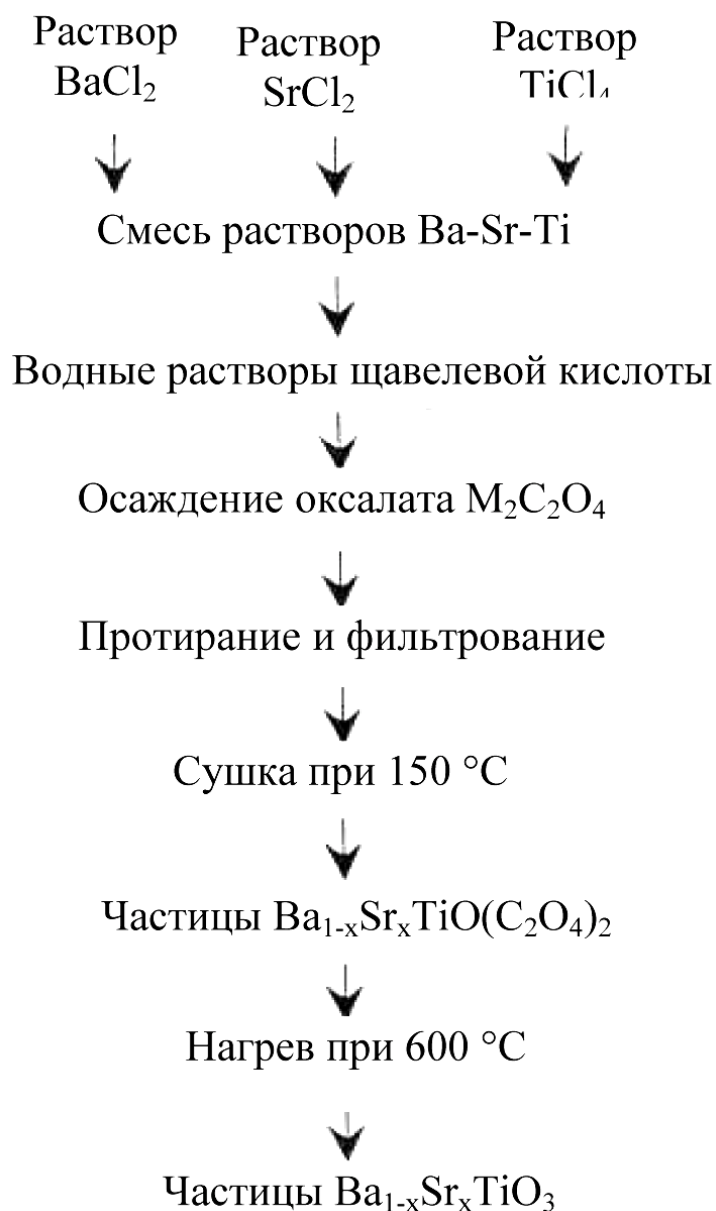 Раствор Раствор Раствор
BaCl₂ SrCl₂ TiCl₄
Смесь растворов Ba-Sr-Ti
Водные растворы щавелевой кислоты
Осаждение оксалата M₂C₂O₄
Протирание и фильтрование
Сушка при 150 °C
Частицы Ba₁₋ₓSrₓTiO(C₂O₄)₂
Нагрев при 600 °C
Частицы Ba₁₋ₓSrₓTiO₃